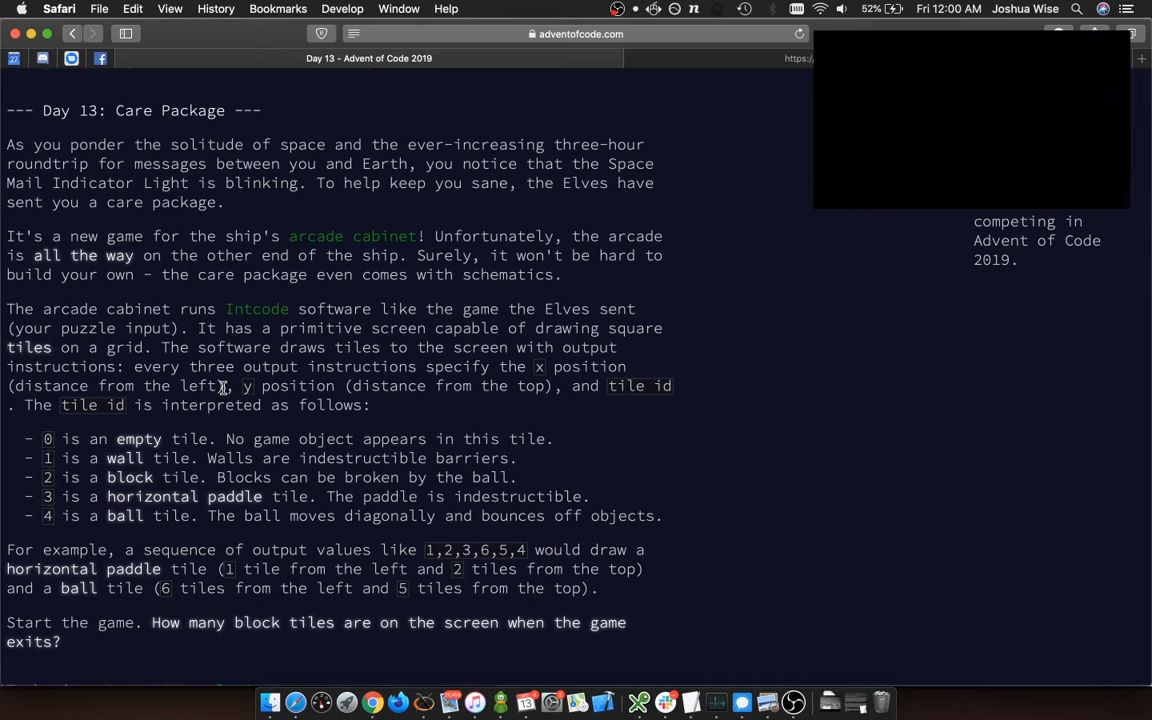 Safari File Edit View History Bookmarks Develop Window Help 52% Fri 12:00 AM Joshua Wise
adventofcode.com
27 Day 13 - Advent of Code 2019 https:/
--- Day 13: Care Package ---
As you ponder the solitude of space and the ever-increasing three-hour
roundtrip for messages between you and Earth, you notice that the Space
Mail Indicator Light is blinking. To help keep you sane, the Elves have
sent you a care package.
It's a new game for the ship's arcade cabinet! Unfortunately, the arcade
is all the way on the other end of the ship. Surely, it won't be hard to
build your own - the care package even comes with schematics.
The arcade cabinet runs Intcode software like the game the Elves sent
(your puzzle input). It has a primitive screen capable of drawing square
tiles on a grid. The software draws tiles to the screen with output
instructions: every three output instructions specify the x position
(distance from the left), y position (distance from the top), and tile id
. The tile id is interpreted as follows:
- 0 is an empty tile. No game object appears in this tile.
- 1 is a wall tile. Walls are indestructible barriers.
- 2 is a block tile. Blocks can be broken by the ball.
- 3 is a horizontal paddle tile. The paddle is indestructible.
- 4 is a ball tile. The ball moves diagonally and bounces off objects.
For example, a sequence of output values like 1,2,3,6,5,4 would draw a
horizontal paddle tile (1 tile from the left and 2 tiles from the top)
and a ball tile (6 tiles from the left and 5 tiles from the top).
Start the game. How many block tiles are on the screen when the game
exits?
competing in
Advent of Code
2019.